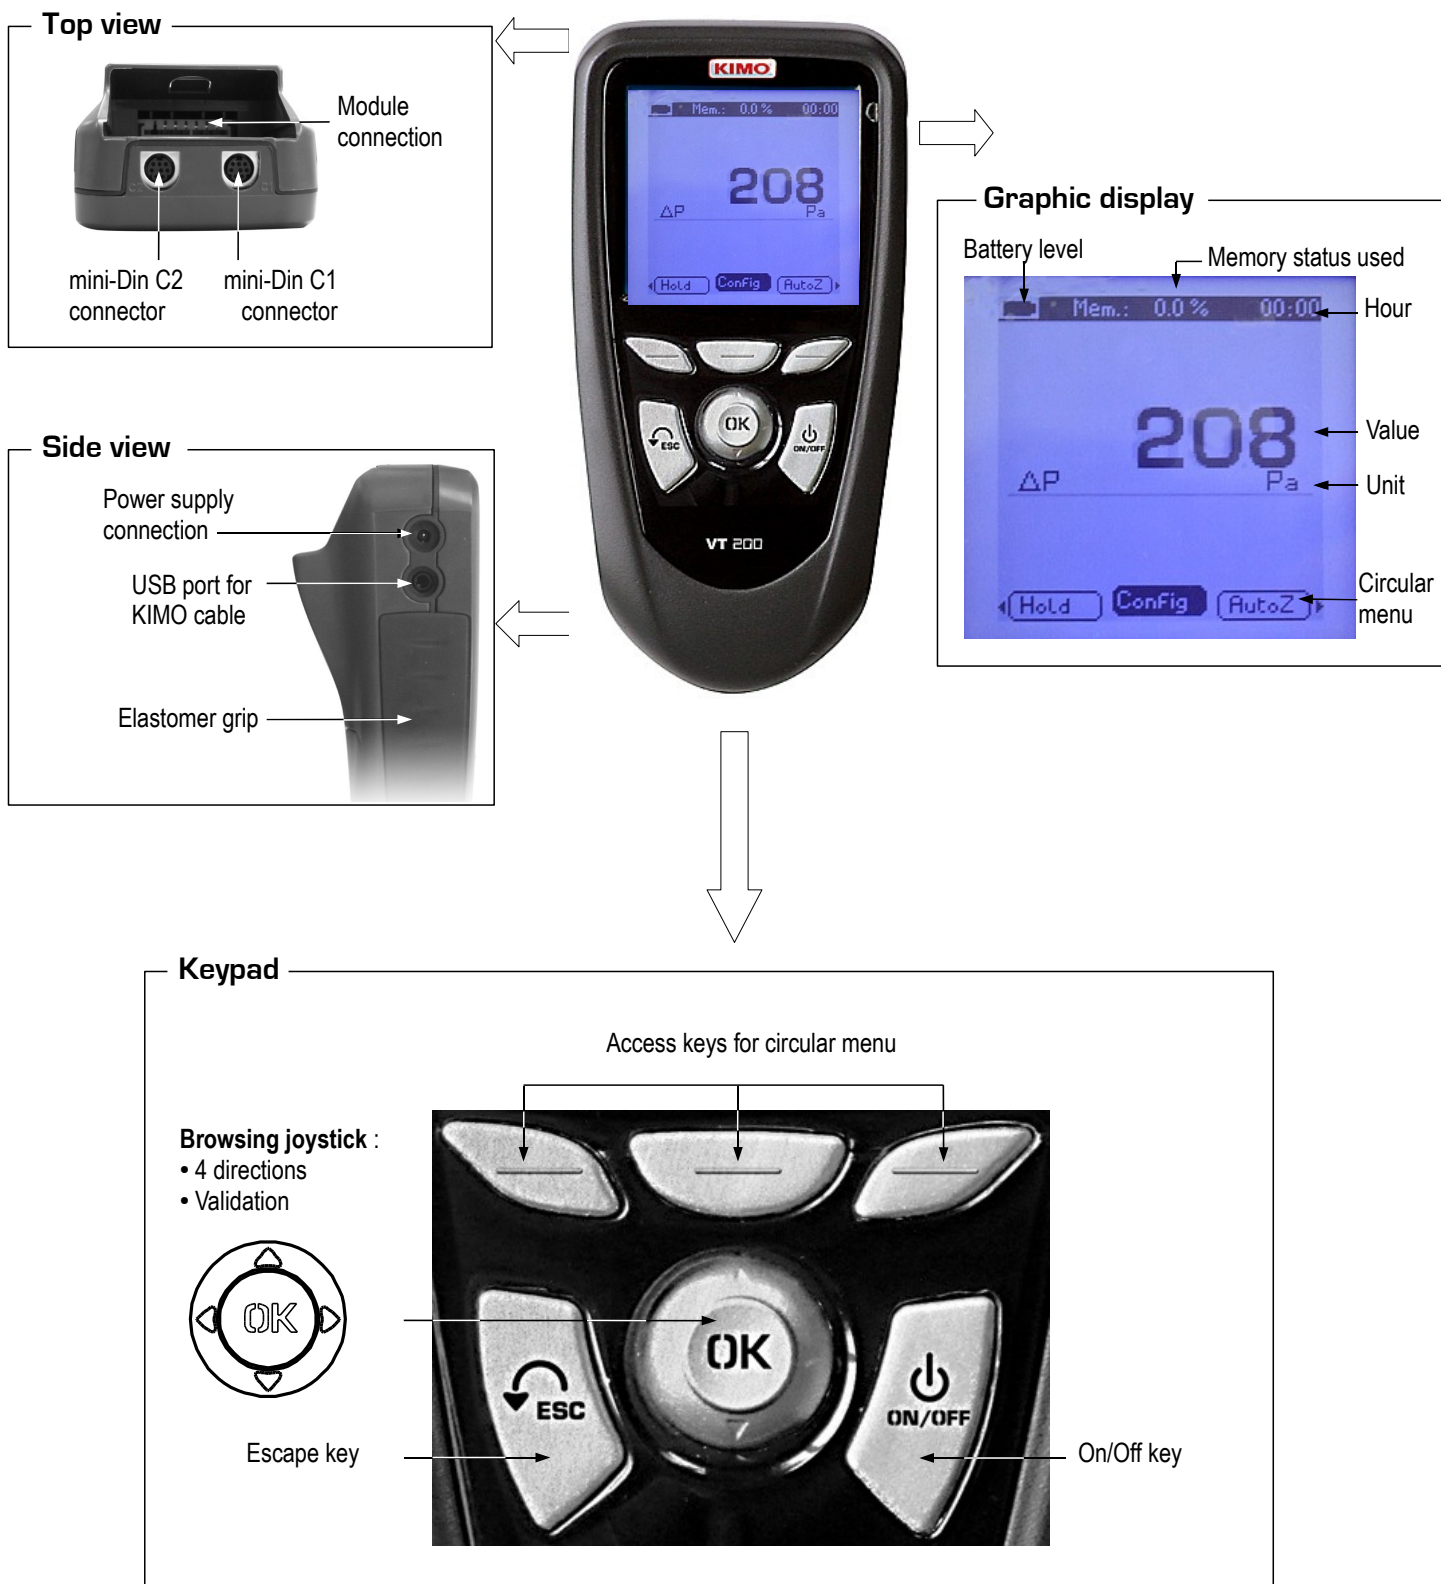 Top view
Module
connection
mini-Din C2
connector
mini-Din C1
connector
Side view
Power supply
connection
USB port for
KIMO cable
Elastomer grip
KIMO
Mem.: 0.0 % 00:00
208
ΔP Pa
Hold Config AutoZ
OK
ESC
ON/OFF
VT 200
Graphic display
Battery level
Memory status used
Mem.: 0.0 % 00:00
Hour
208
Value
ΔP Pa
Unit
Hold Config AutoZ
Circular
menu
Keypad
Access keys for circular menu
Browsing joystick :
• 4 directions
• Validation
OK
OK
ESC
ON/OFF
Escape key
On/Off key